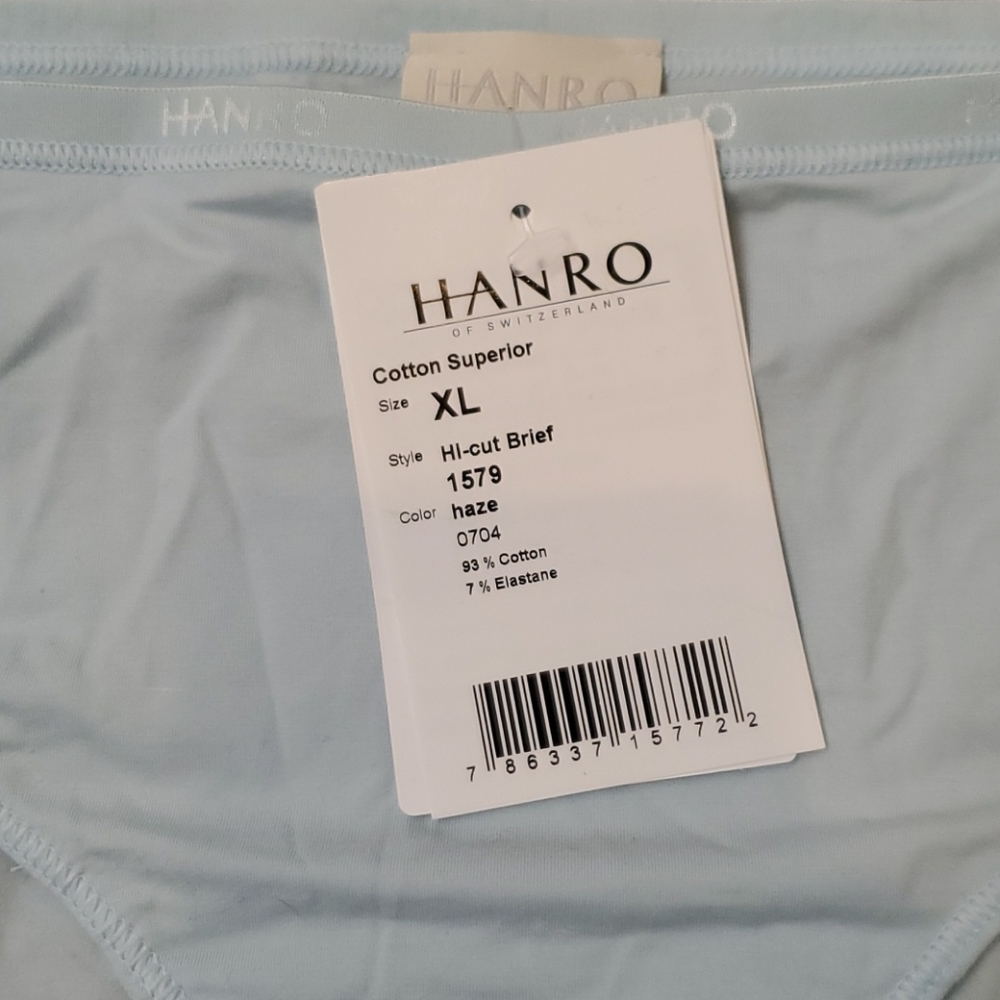 HANRO
HANRO
HANRO
HANRO
OF SWITZERLAND
Cotton Superior
Size XL
Style HI-cut Brief
1579
Color haze
0704
93 % Cotton
7 % Elastane
7 86337 15772 2